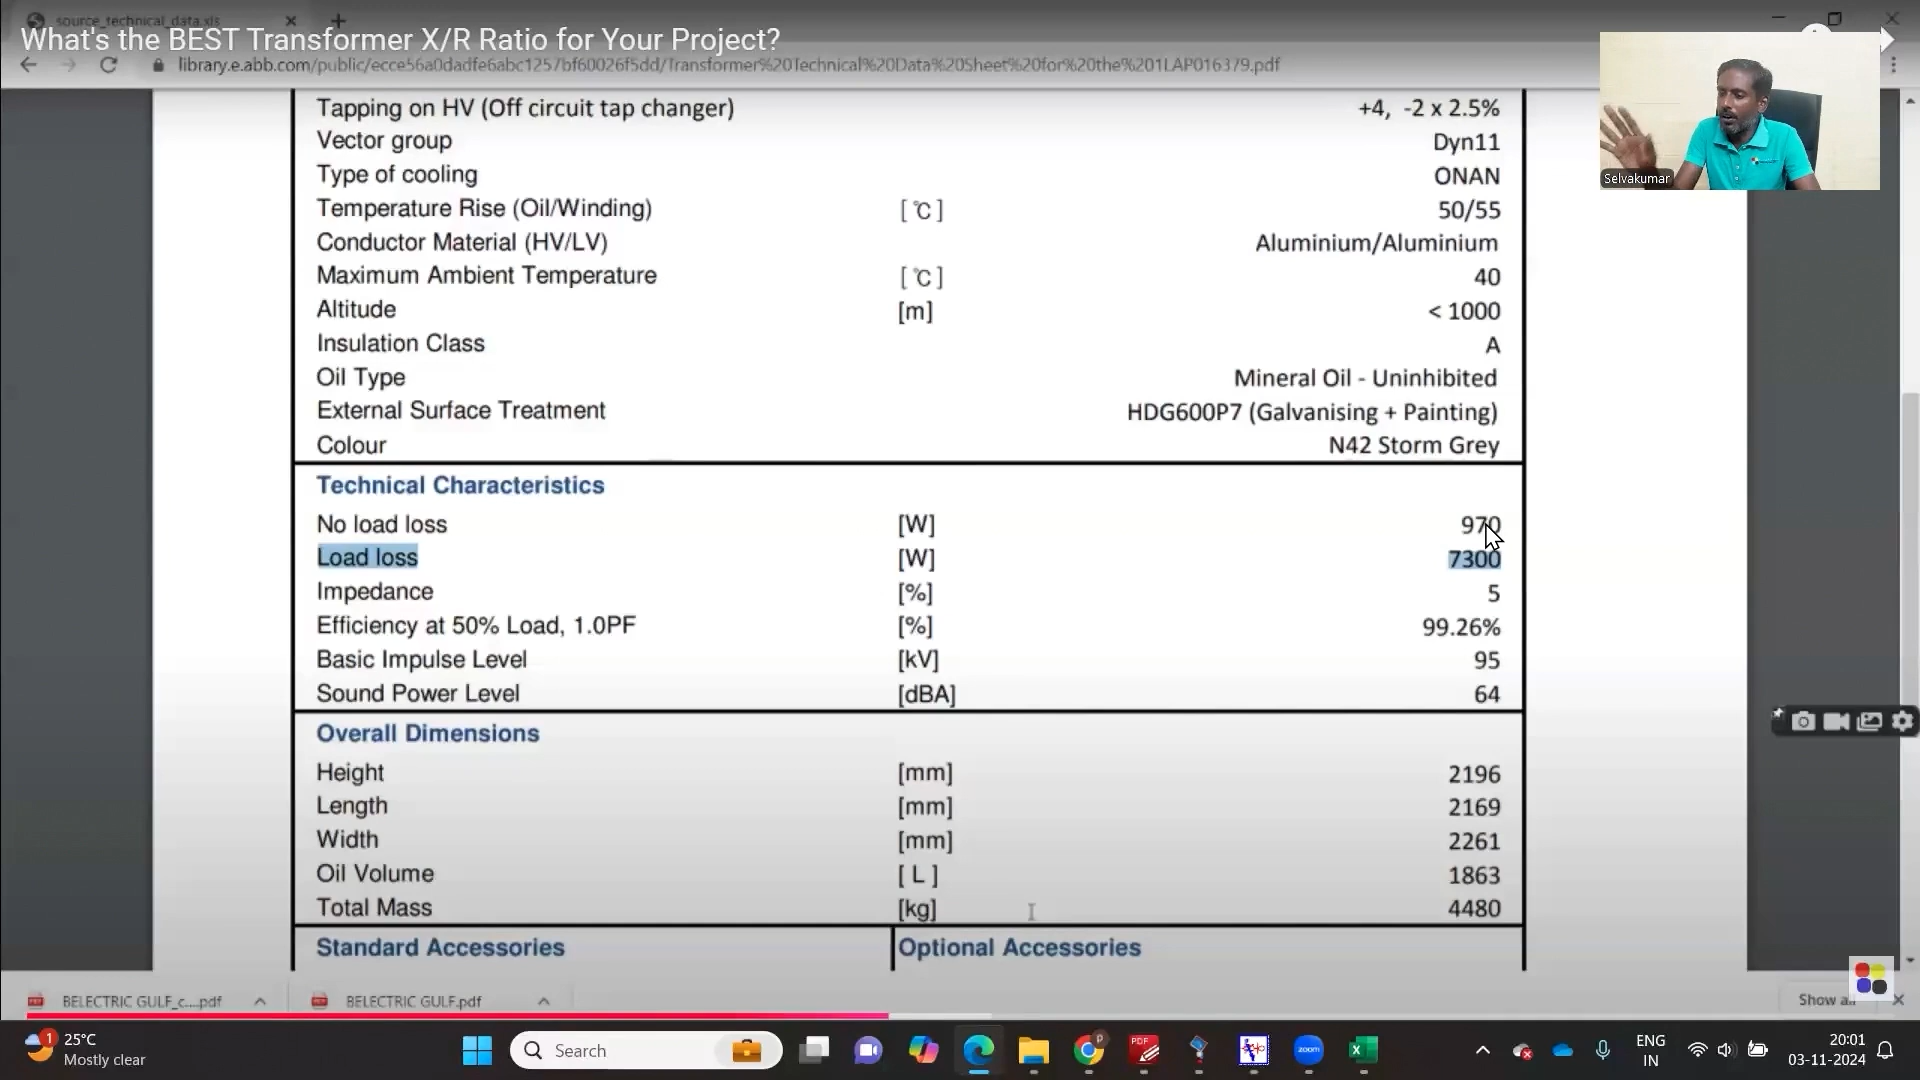 source_technical_data.xls
What's the BEST Transformer X/R Ratio for Your Project?
library.e.abb.com/public/ecce56a0dadfe6abc1257bf60026f5dd/Transformer%20Technical%20Data%20Sheet%20for%20the%201LAP016379.pdf
Selvakumar
Tapping on HV (Off circuit tap changer) +4, -2 x 2.5%
Vector group Dyn11
Type of cooling ONAN
Temperature Rise (Oil/Winding) [℃] 50/55
Conductor Material (HV/LV) Aluminium/Aluminium
Maximum Ambient Temperature [℃] 40
Altitude [m] < 1000
Insulation Class A
Oil Type Mineral Oil - Uninhibited
External Surface Treatment HDG600P7 (Galvanising + Painting)
Colour N42 Storm Grey
Technical Characteristics
No load loss [W] 970
Load loss [W] 7300
Impedance [%] 5
Efficiency at 50% Load, 1.0PF [%] 99.26%
Basic Impulse Level [kV] 95
Sound Power Level [dBA] 64
Overall Dimensions
Height [mm] 2196
Length [mm] 2169
Width [mm] 2261
Oil Volume [ L ] 1863
Total Mass [kg] 4480
Standard Accessories Optional Accessories
BELECTRIC GULF_c....pdf BELECTRIC GULF.pdf Show
1 25°C
Mostly clear
Search
PDF
zoom
ENG
IN
20:01
03-11-2024